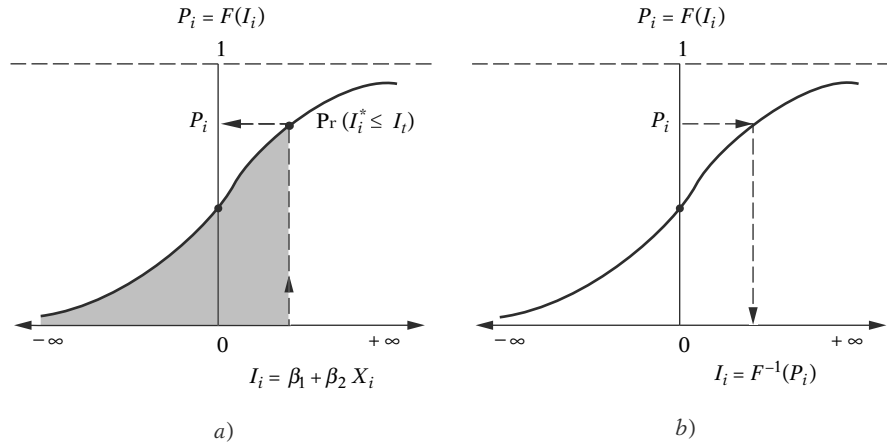 P_i = F(I_i)
1
P_i
Pr (I_i^* ≤ I_t)
− ∞
0
+ ∞
I_i = β_1 + β_2 X_i
a)
P_i = F(I_i)
1
P_i
− ∞
0
+ ∞
I_i = F^{−1}(P_i)
b)